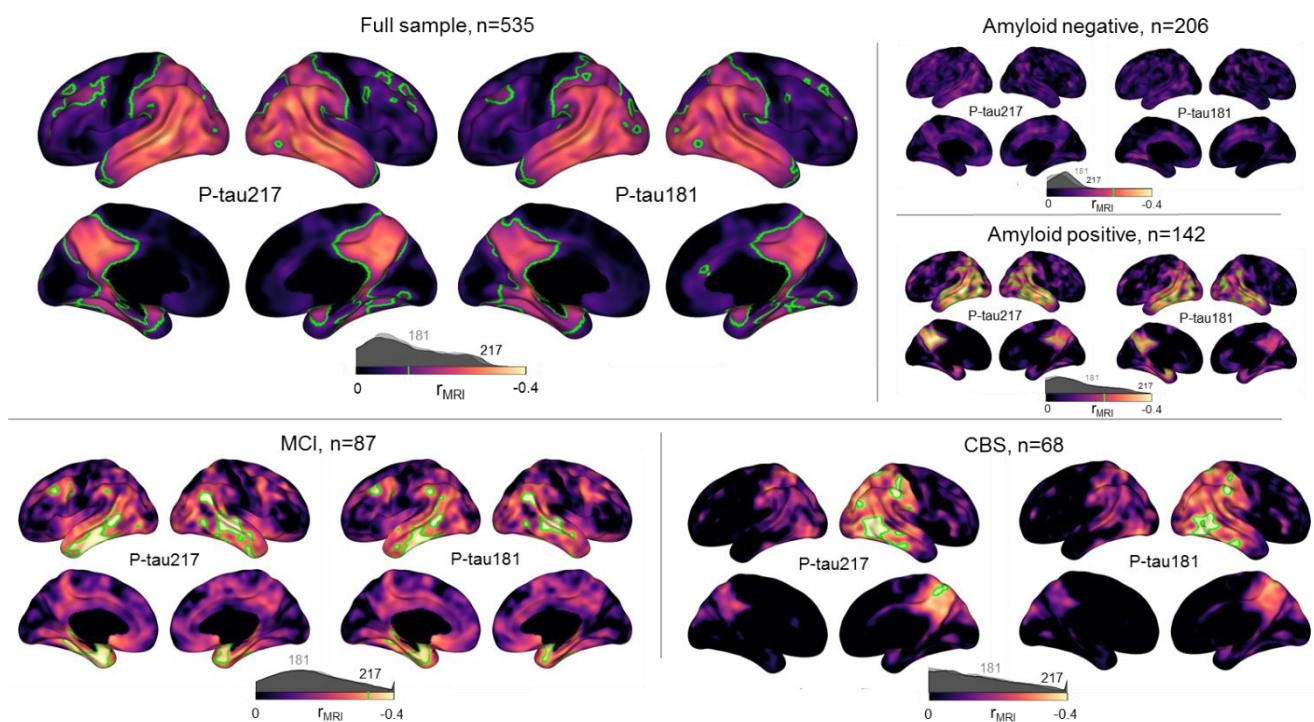 Full sample, n=535
P-tau217
P-tau181
181
217
0
rMRI
-0.4
Amyloid negative, n=206
P-tau217
P-tau181
181
217
0
rMRI
-0.4
Amyloid positive, n=142
P-tau217
P-tau181
181
217
0
rMRI
-0.4
MCI, n=87
P-tau217
P-tau181
181
217
0
rMRI
-0.4
CBS, n=68
P-tau217
P-tau181
181
217
0
rMRI
-0.4